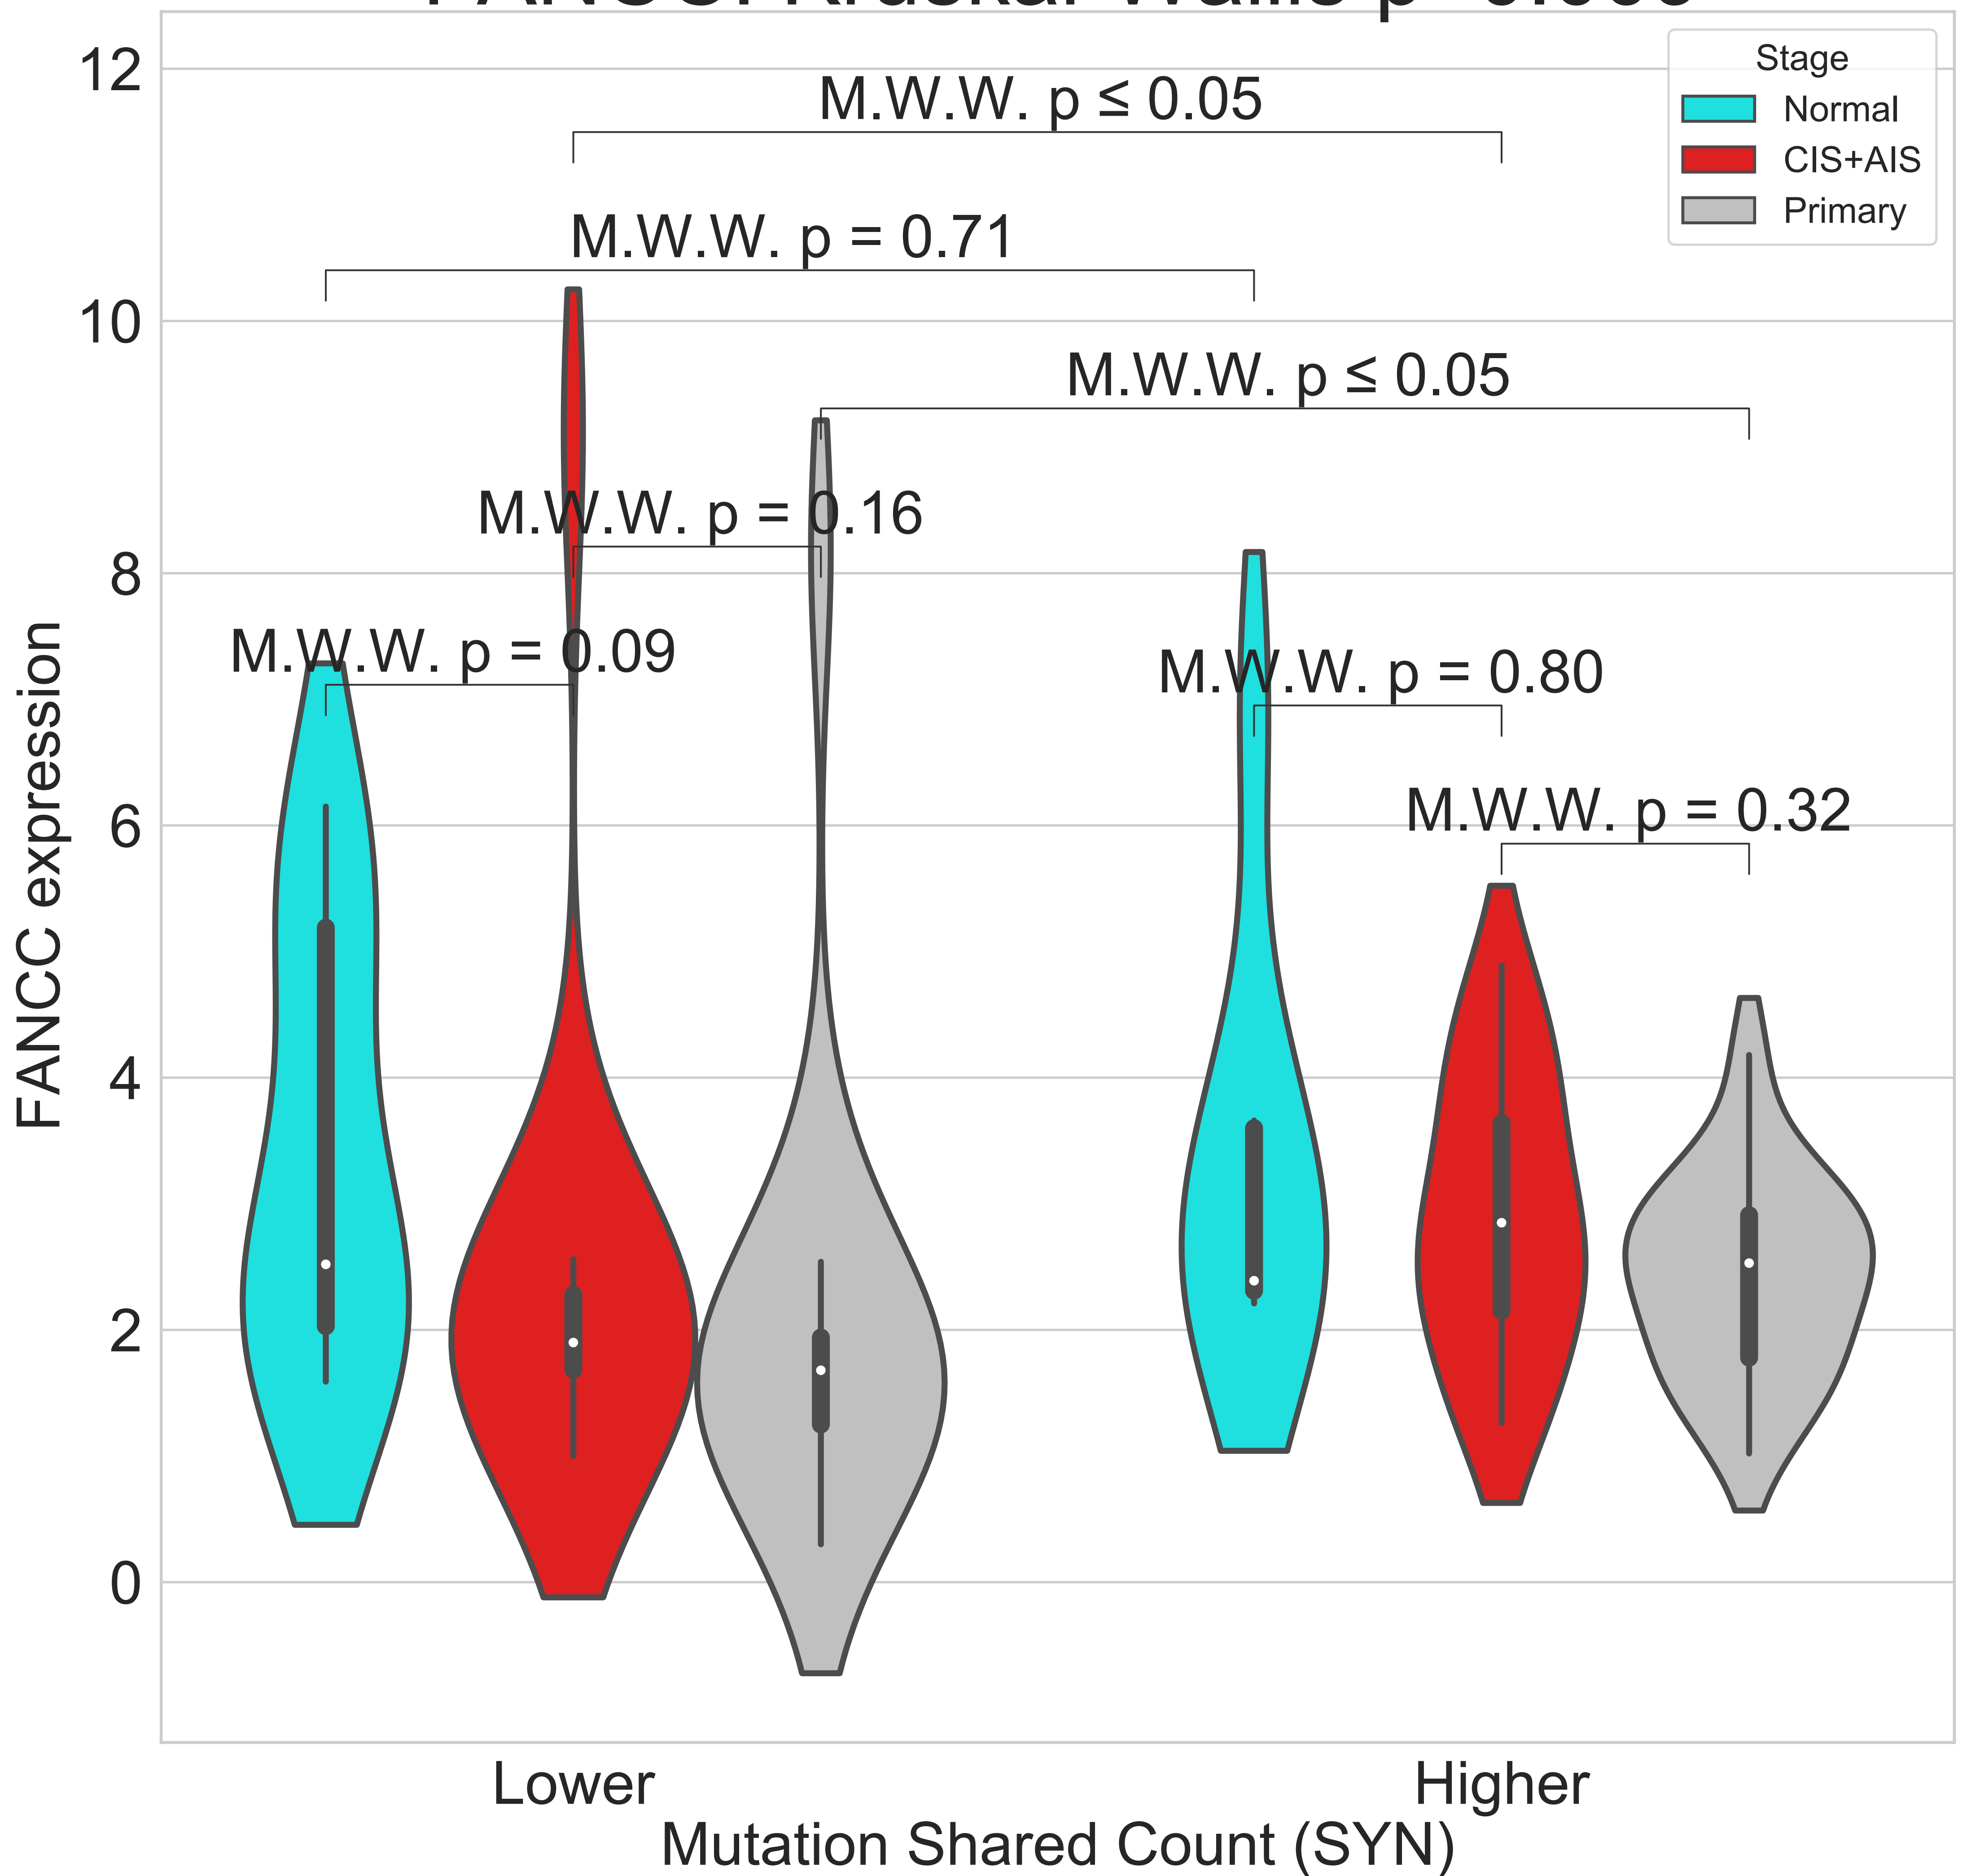 12
Stage
Normal
CIS+AIS
Primary
M.W.W. p ≤ 0.05
M.W.W. p = 0.71
10
M.W.W. p ≤ 0.05
M.W.W. p = 0.16
8
M.W.W. p = 0.09
M.W.W. p = 0.80
6
M.W.W. p = 0.32
4
2
0
FANCC expression
Lower
Higher
Mutation Shared Count (SYN)